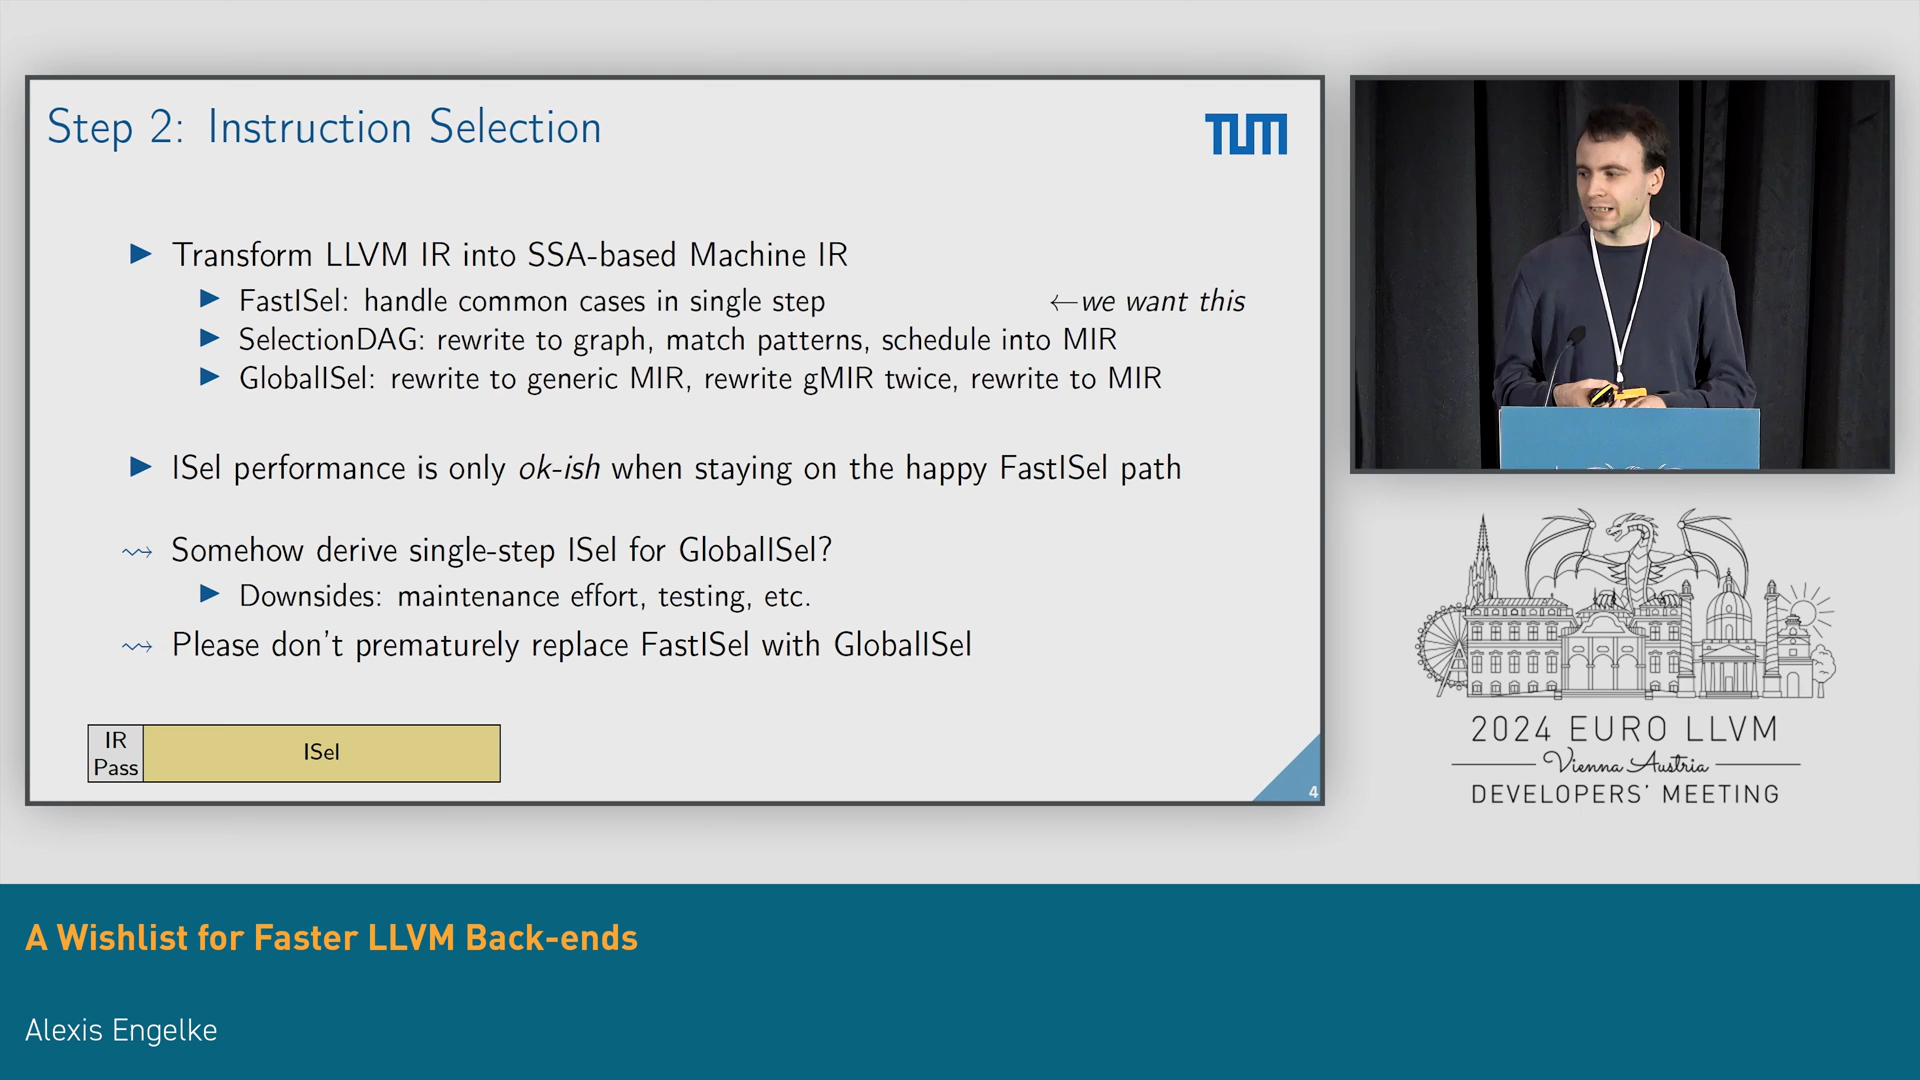 Step 2: Instruction Selection
TUM
▶ Transform LLVM IR into SSA-based Machine IR
▶ FastISel: handle common cases in single step ←we want this
▶ SelectionDAG: rewrite to graph, match patterns, schedule into MIR
▶ GlobalISel: rewrite to generic MIR, rewrite gMIR twice, rewrite to MIR
▶ ISel performance is only ok-ish when staying on the happy FastISel path
⇝ Somehow derive single-step ISel for GlobalISel?
▶ Downsides: maintenance effort, testing, etc.
⇝ Please don't prematurely replace FastISel with GlobalISel
IR
Pass
ISel
4
2024 EURO LLVM
Vienna Austria
DEVELOPERS' MEETING
A Wishlist for Faster LLVM Back-ends
Alexis Engelke